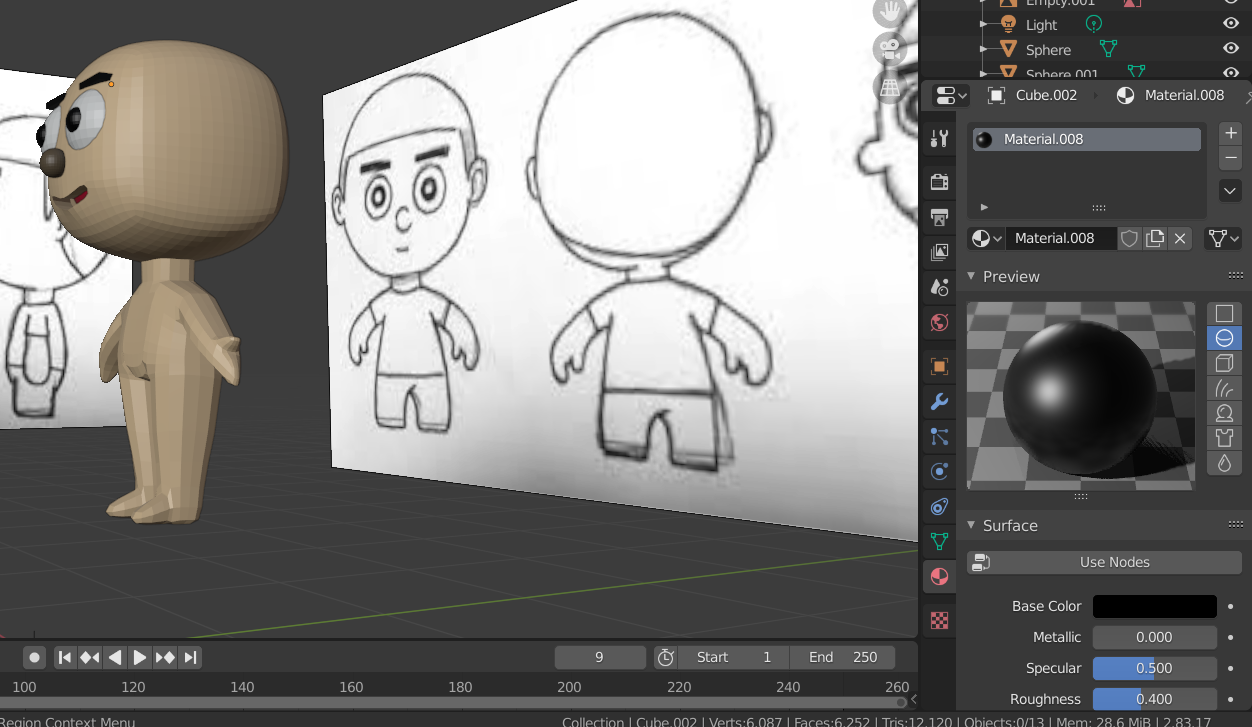 Empty.001
Light
Sphere
Sphere.001
Cube.002
Material.008
Material.008
Material.008
Preview
Surface
Use Nodes
Base Color
Metallic 0.000
Specular 0.500
Roughness 0.400
9
Start 1
End 250
100 120 140 160 180 200 220 240 260
Region Context Menu
Collection | Cube.002 | Verts:6,087 | Faces:6,252 | Tris:12,120 | Objects:0/13 | Mem: 28.6 MiB | 2.83.17